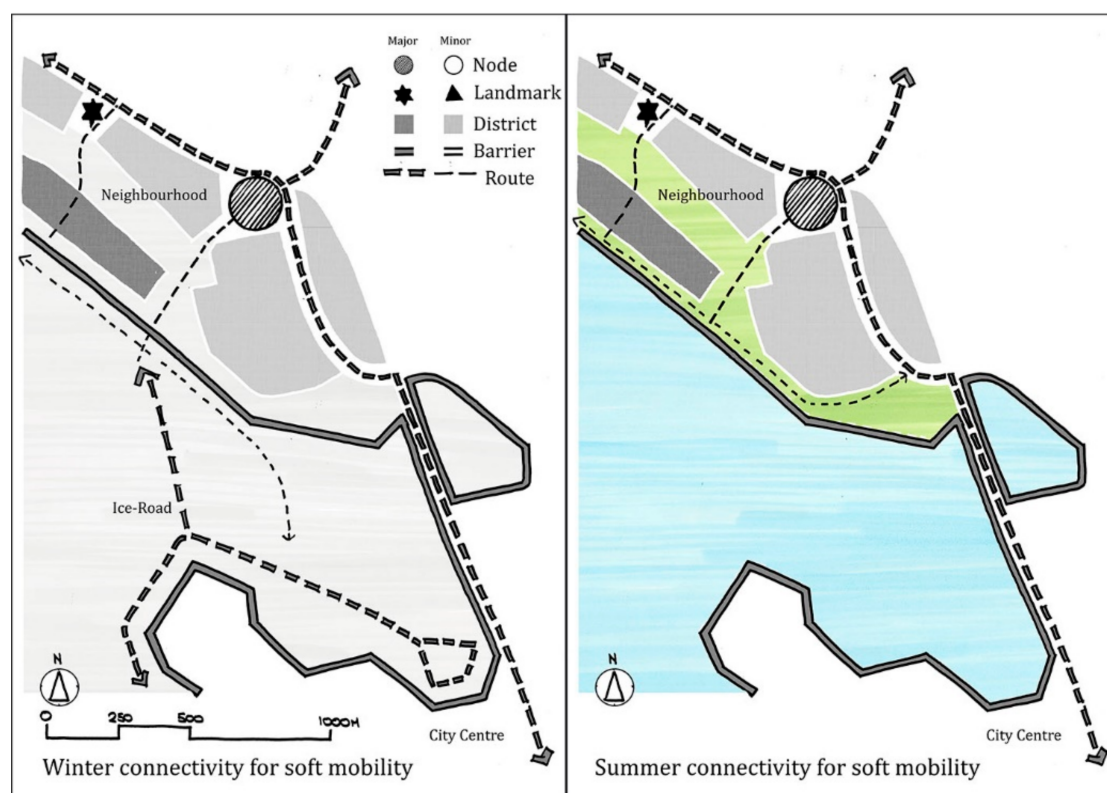 Major Minor
Node
Landmark
District
Barrier
Route
Neighbourhood
Ice-Road
N
0 250 500 1000M
City Centre
Winter connectivity for soft mobility
Neighbourhood
N
City Centre
Summer connectivity for soft mobility